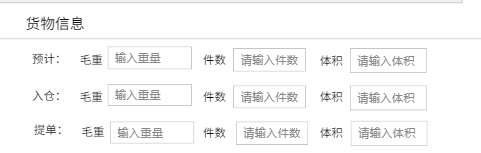 货物信息
预计： 毛重 输入重量 件数 请输入件数 体积 请输入体积
入仓： 毛重 输入重量 件数 请输入件数 体积 请输入体积
提单： 毛重 输入重量 件数 请输入件数 体积 请输入体积